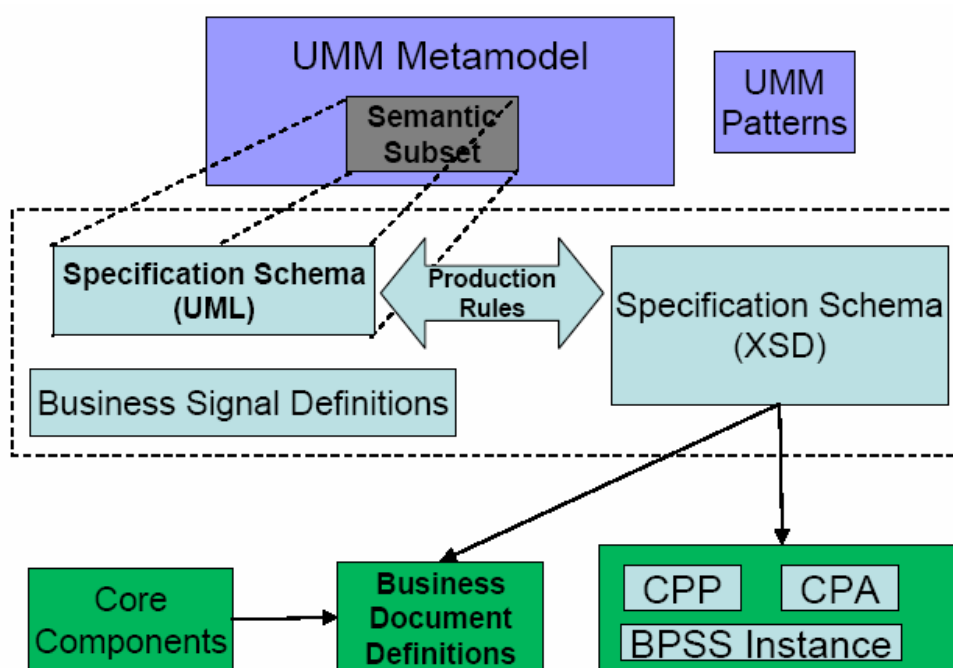 UMM Metamodel
Semantic
Subset
UMM
Patterns
Specification Schema
(UML)
Production
Rules
Specification Schema
(XSD)
Business Signal Definitions
Core
Components
Business
Document
Definitions
CPP
CPA
BPSS Instance